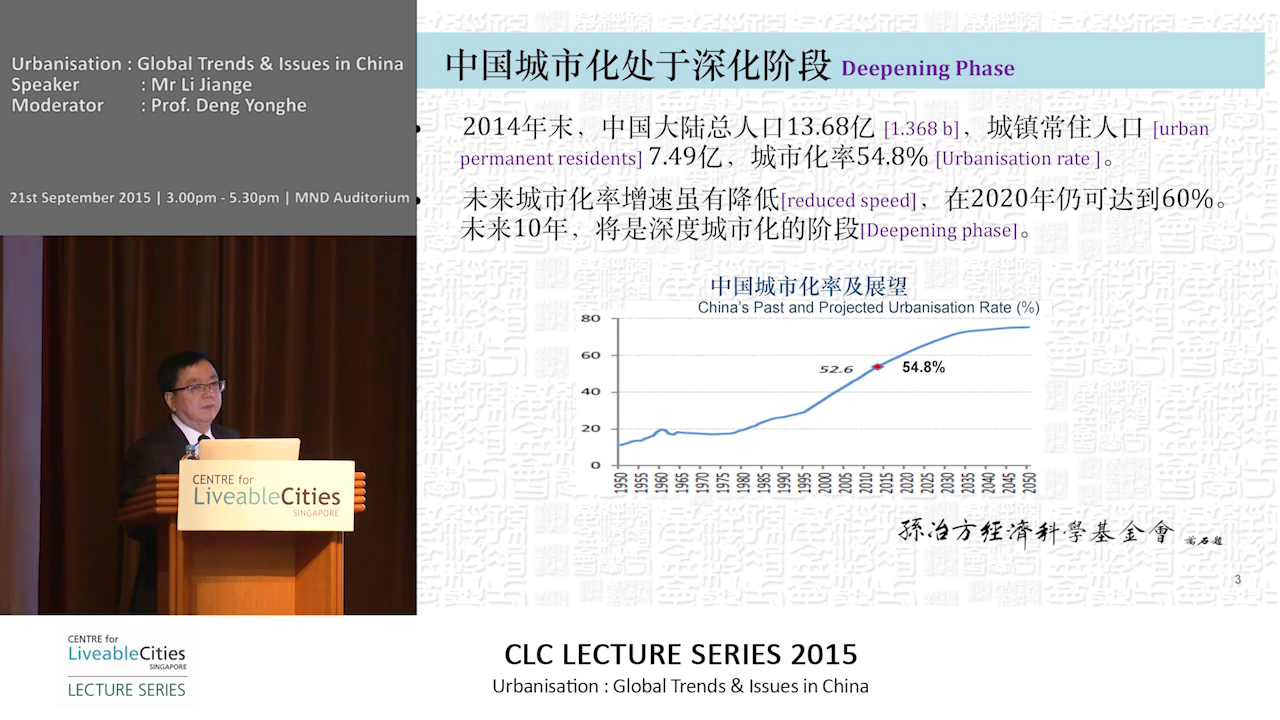 Urbanisation : Global Trends & Issues in China
Speaker : Mr Li Jiange
Moderator : Prof. Deng Yonghe
21st September 2015 | 3.00pm - 5.30pm | MND Auditorium
CENTRE for
LiveableCities
SINGAPORE
中国城市化处于深化阶段 Deepening Phase
• 2014年末，中国大陆总人口13.68亿 [1.368 b]，城镇常住人口 [urban
permanent residents] 7.49亿，城市化率54.8% [Urbanisation rate ]。
• 未来城市化率增速虽有降低[reduced speed]，在2020年仍可达到60%。
未来10年，将是深度城市化的阶段[Deepening phase]。
中国城市化率及展望
China's Past and Projected Urbanisation Rate (%)
80
60
40
20
0
52.6
54.8%
1950 1955 1960 1965 1970 1975 1980 1985 1990 1995 2000 2005 2010 2015 2020 2025 2030 2035 2040 2045 2050
孫冶方經濟科學基金會
3
CENTRE for
LiveableCities
SINGAPORE
LECTURE SERIES
CLC LECTURE SERIES 2015
Urbanisation : Global Trends & Issues in China